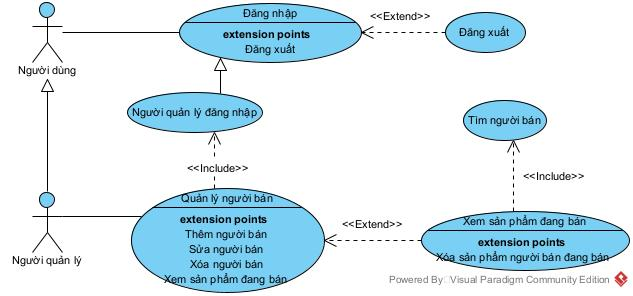 Đăng nhập
extension points
Đăng xuất
<<Extend>>
Đăng xuất
Người dùng
Người quản lý đăng nhập
Tìm người bán
<<Include>>
<<Include>>
Quản lý người bán
extension points
Thêm người bán
Sửa người bán
Xóa người bán
Xem sản phẩm đang bán
<<Extend>>
Xem sản phẩm đang bán
extension points
Xóa sản phẩm người bán đang bán
Người quản lý
Powered By Visual Paradigm Community Edition